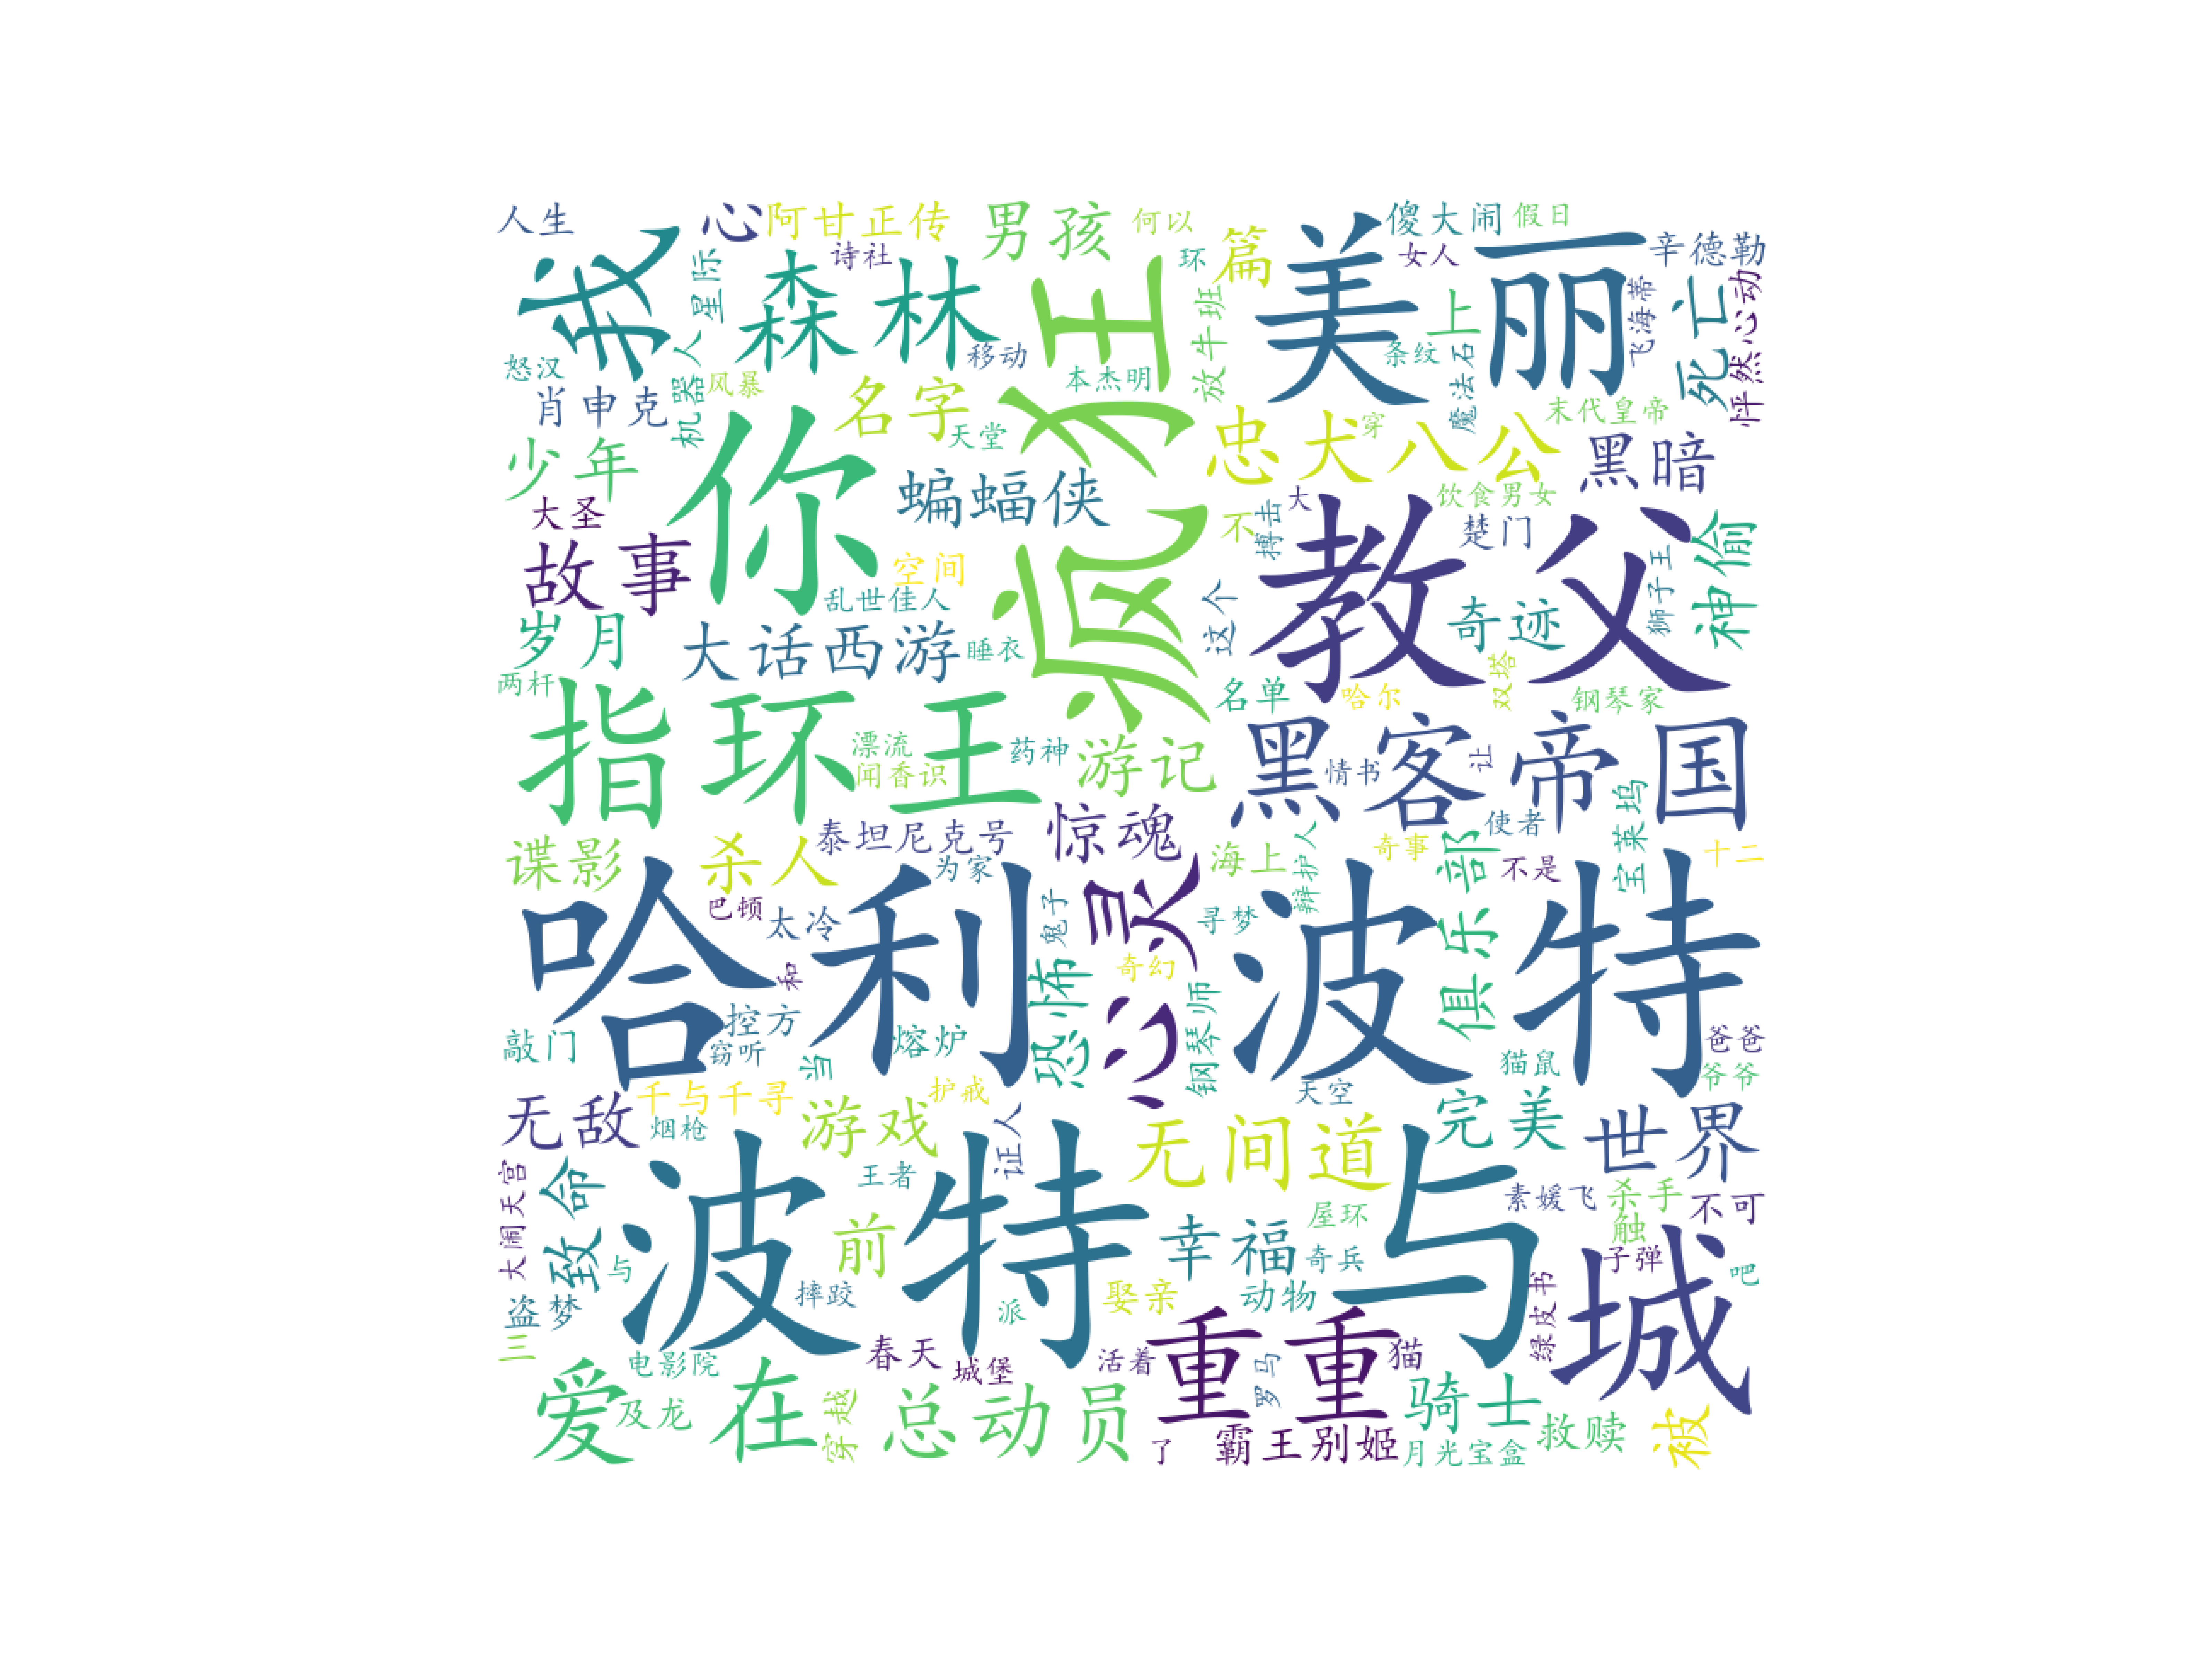 人生
心
阿甘正传
男孩
何以
傻大闹
假日
我
星际
诗社
环
篇
美丽
女人
辛德勒
森林
疯狂
放牛班
上
飞海蒂
死亡
怦然心动
怒汉
机器人
风暴
移动
本杰明
条纹
魔法石
肖申克
名字
天堂
忠犬八公
穿
末代皇帝
少年
你
蝙蝠侠
黑暗
大圣
不
搏击
大
饮食男女
楚门
神偷
故事
空间
教父
乱世佳人
这个
奇迹
狮子王
岁月
大话西游
睡衣
两杆
名单
哈尔
双塔
钢琴家
指环王
漂流
药神
游记
黑客帝国
闻香识
情书
让
谍影
杀人
泰坦尼克号
惊魂
海上
辩护人
奇事
使者
宝莱坞
十二
为家
心灵
俱乐部
不是
哈利波特
巴顿
太冷
鬼子
寻梦
和
恐怖
奇幻
钢琴师
敲门
控方
窃听
熔炉
猫鼠
爸爸
当
爷爷
无敌
千与千寻
护戒
天空
烟枪
游戏
证人
无间道
完美
世界
大闹天宫
致命
波特与
王者
素媛飞
杀手
不可
前
幸福
屋环
触
与
奇兵
子弹
城
盗梦
摔跤
派
娶亲
动物
绿皮书
吧
三
电影院
春天
城堡
活着
重重
罗马
猫
爱
及龙
在
穿越
总动员
骑士
救赎
被
了
霸王别姬
月光宝盒